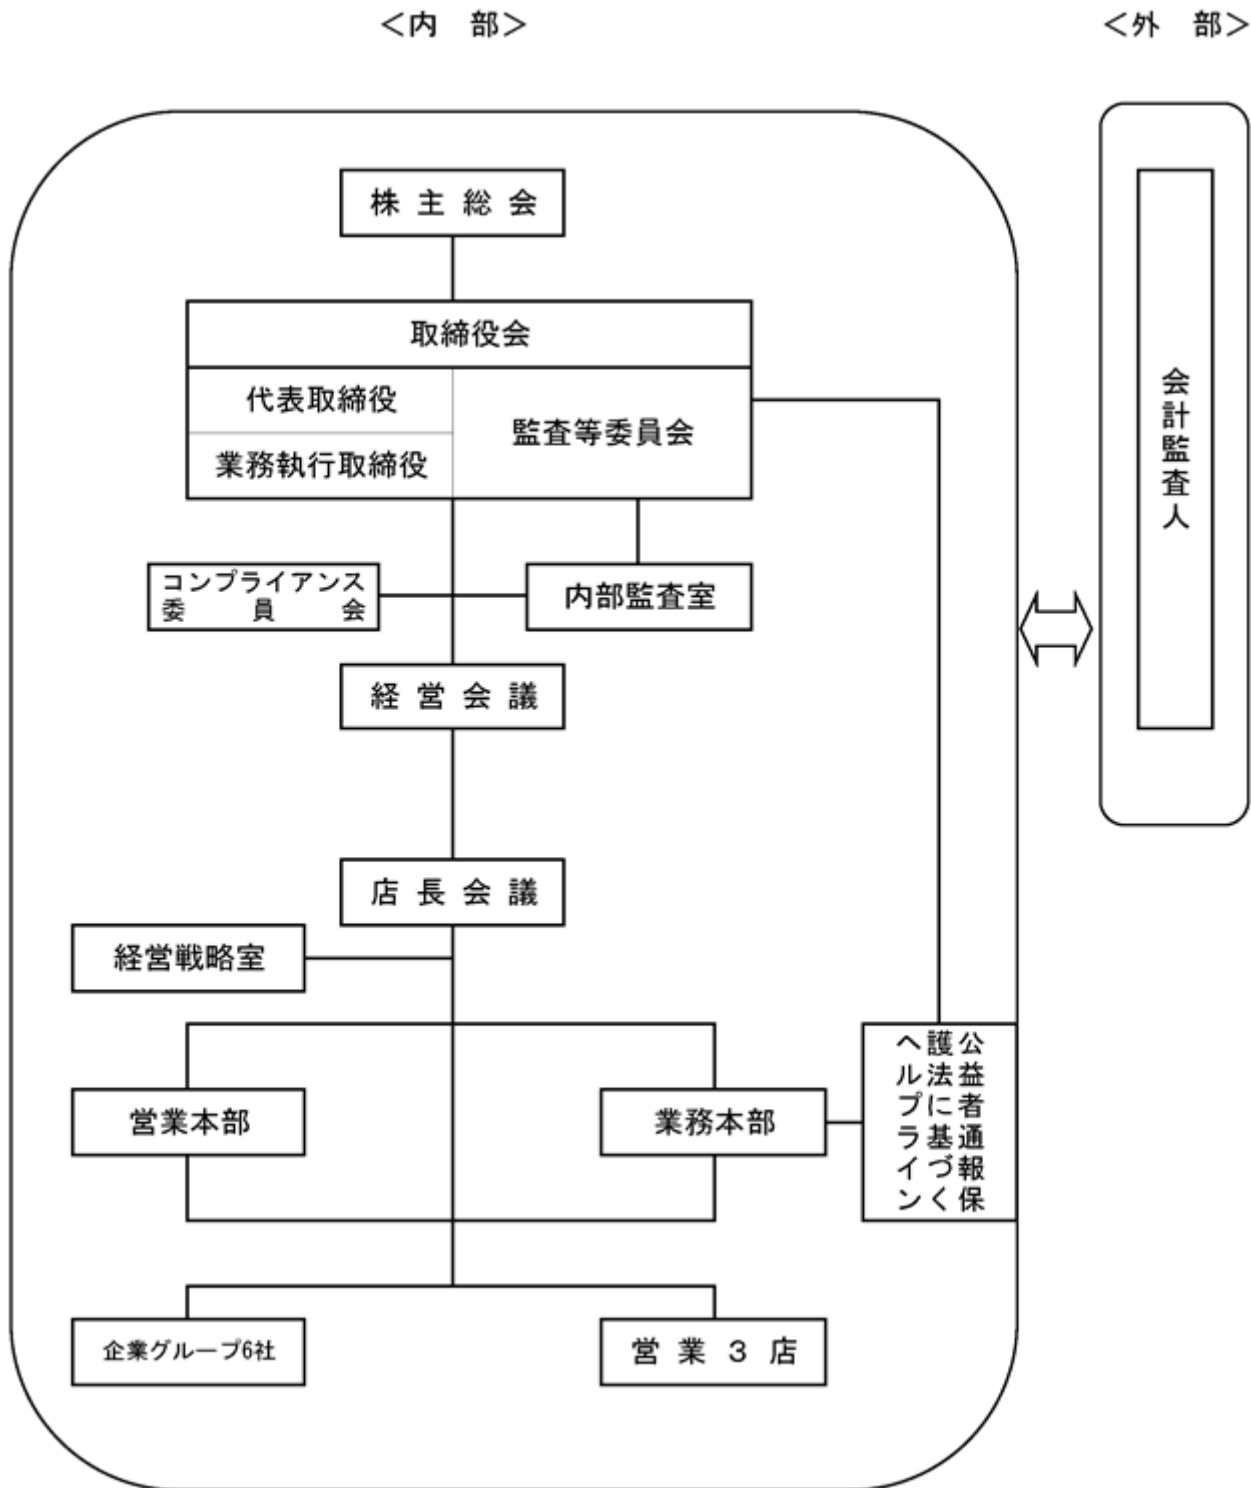 ＜内　部＞
＜外　部＞
株 主 総 会
取締役会
代表取締役
業務執行取締役
監査等委員会
コンプライアンス
委　員　会
内部監査室
経 営 会 議
店 長 会 議
経営戦略室
営業本部
業務本部
公益者通報保
護法に基づく
ヘルプライン
企業グループ6社
営 業 ３ 店
会計監査人